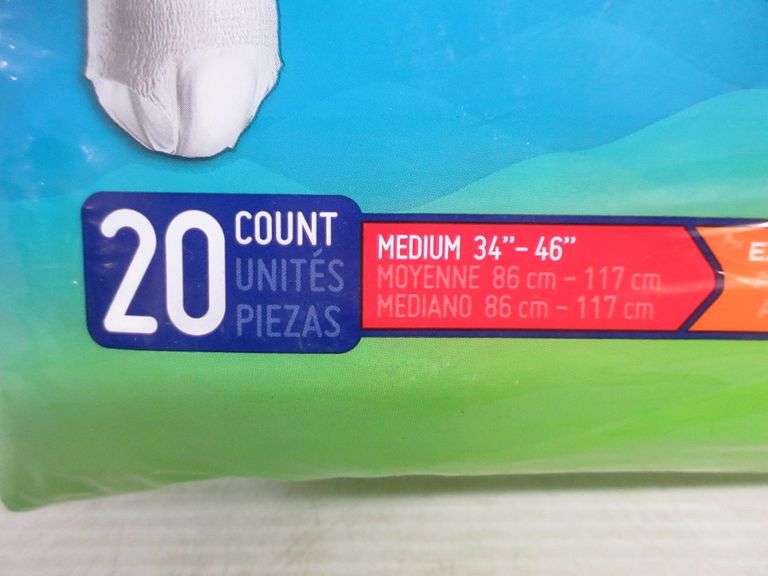 20 COUNT
UNITÉS
PIEZAS
MEDIUM 34”- 46”
MOYENNE 86 cm - 117 cm
MEDIANO 86 cm - 117 cm